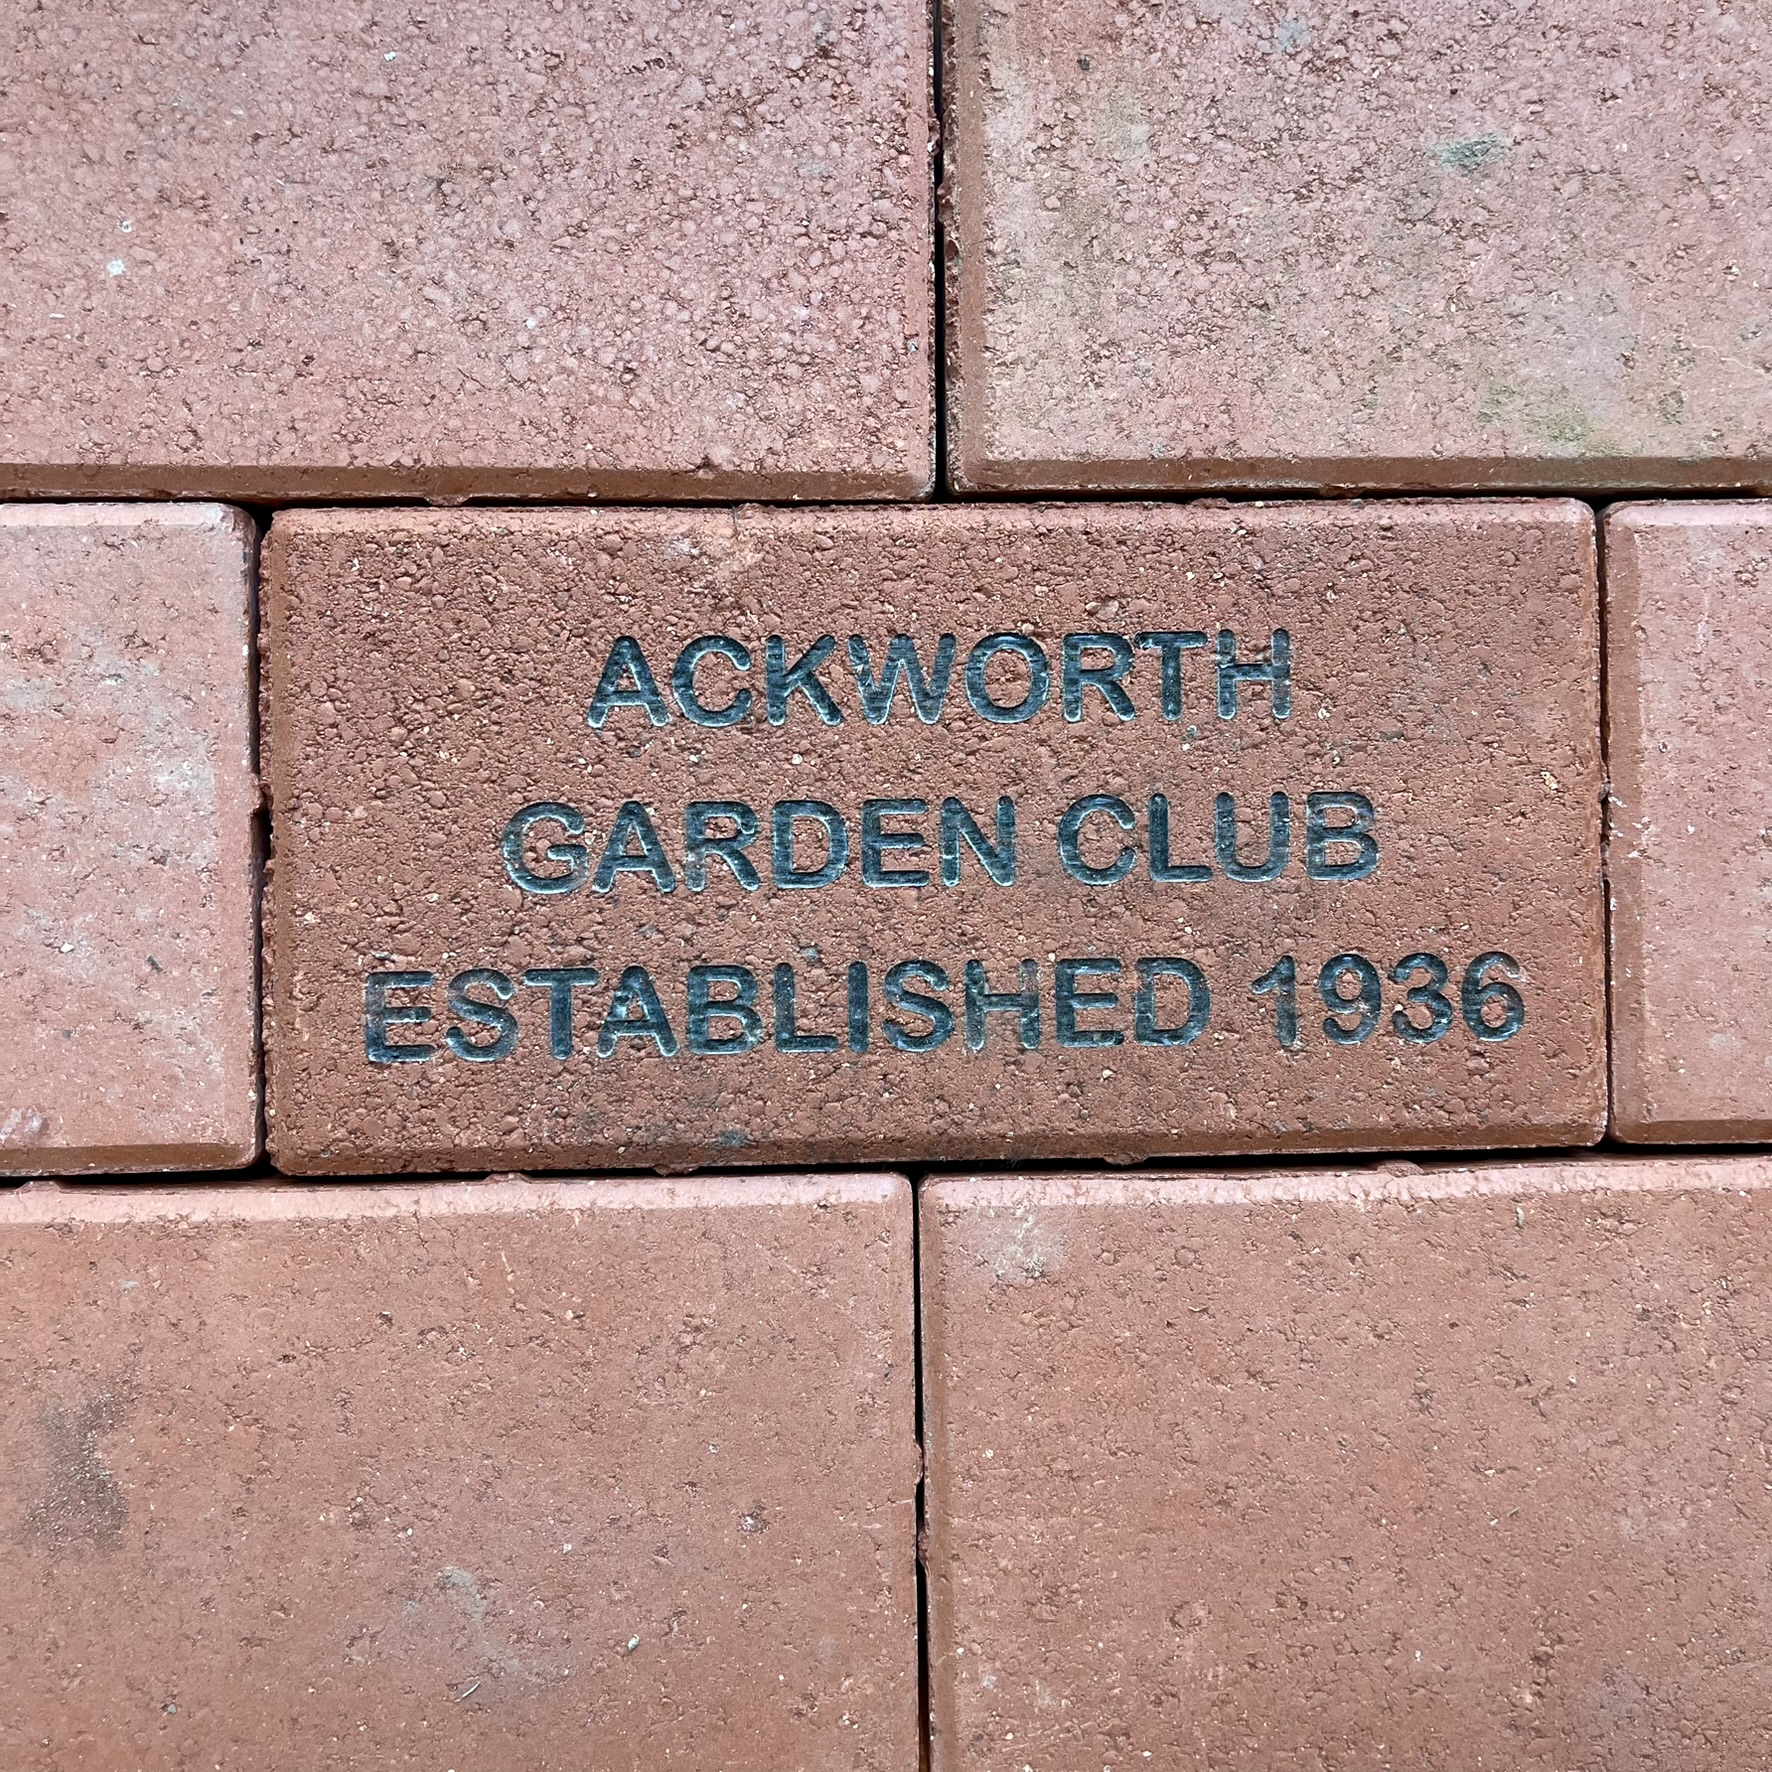 ACKWORTH
GARDEN CLUB
ESTABLISHED 1936